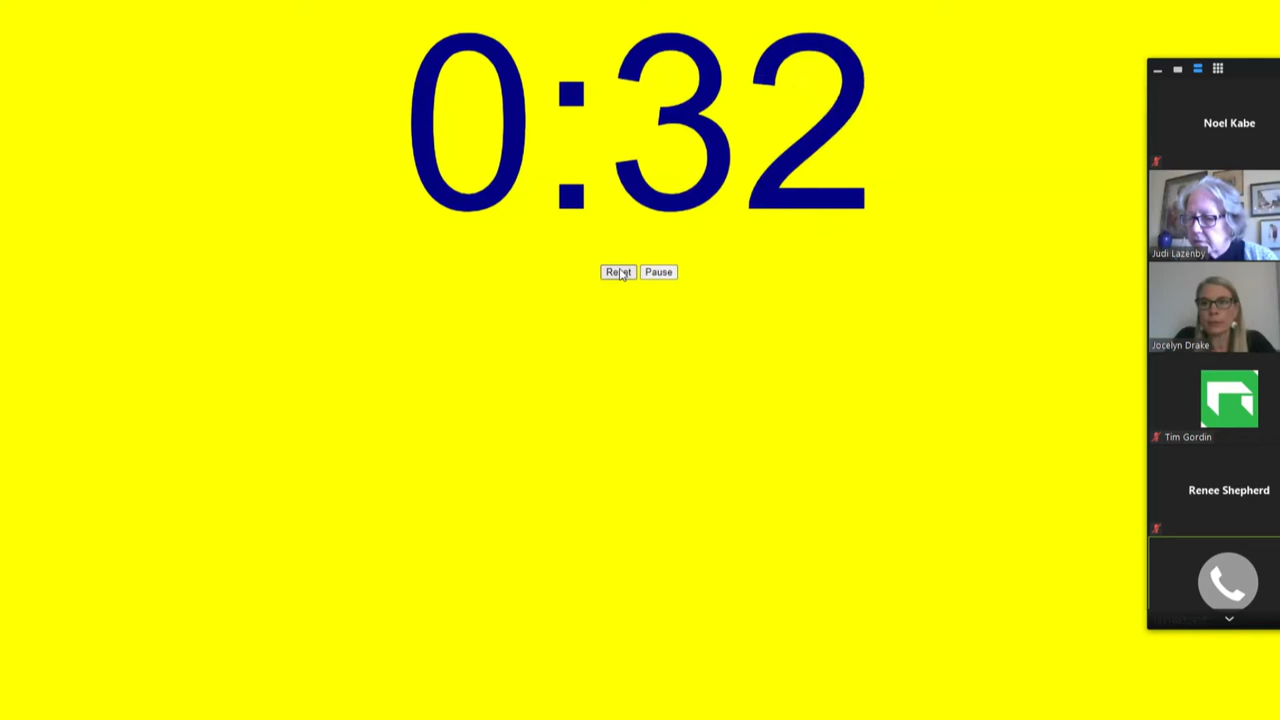 0:32
Reset Pause
Noel Kabe
Judi Lazenby
Jocelyn Drake
Tim Gordin
Renee Shepherd